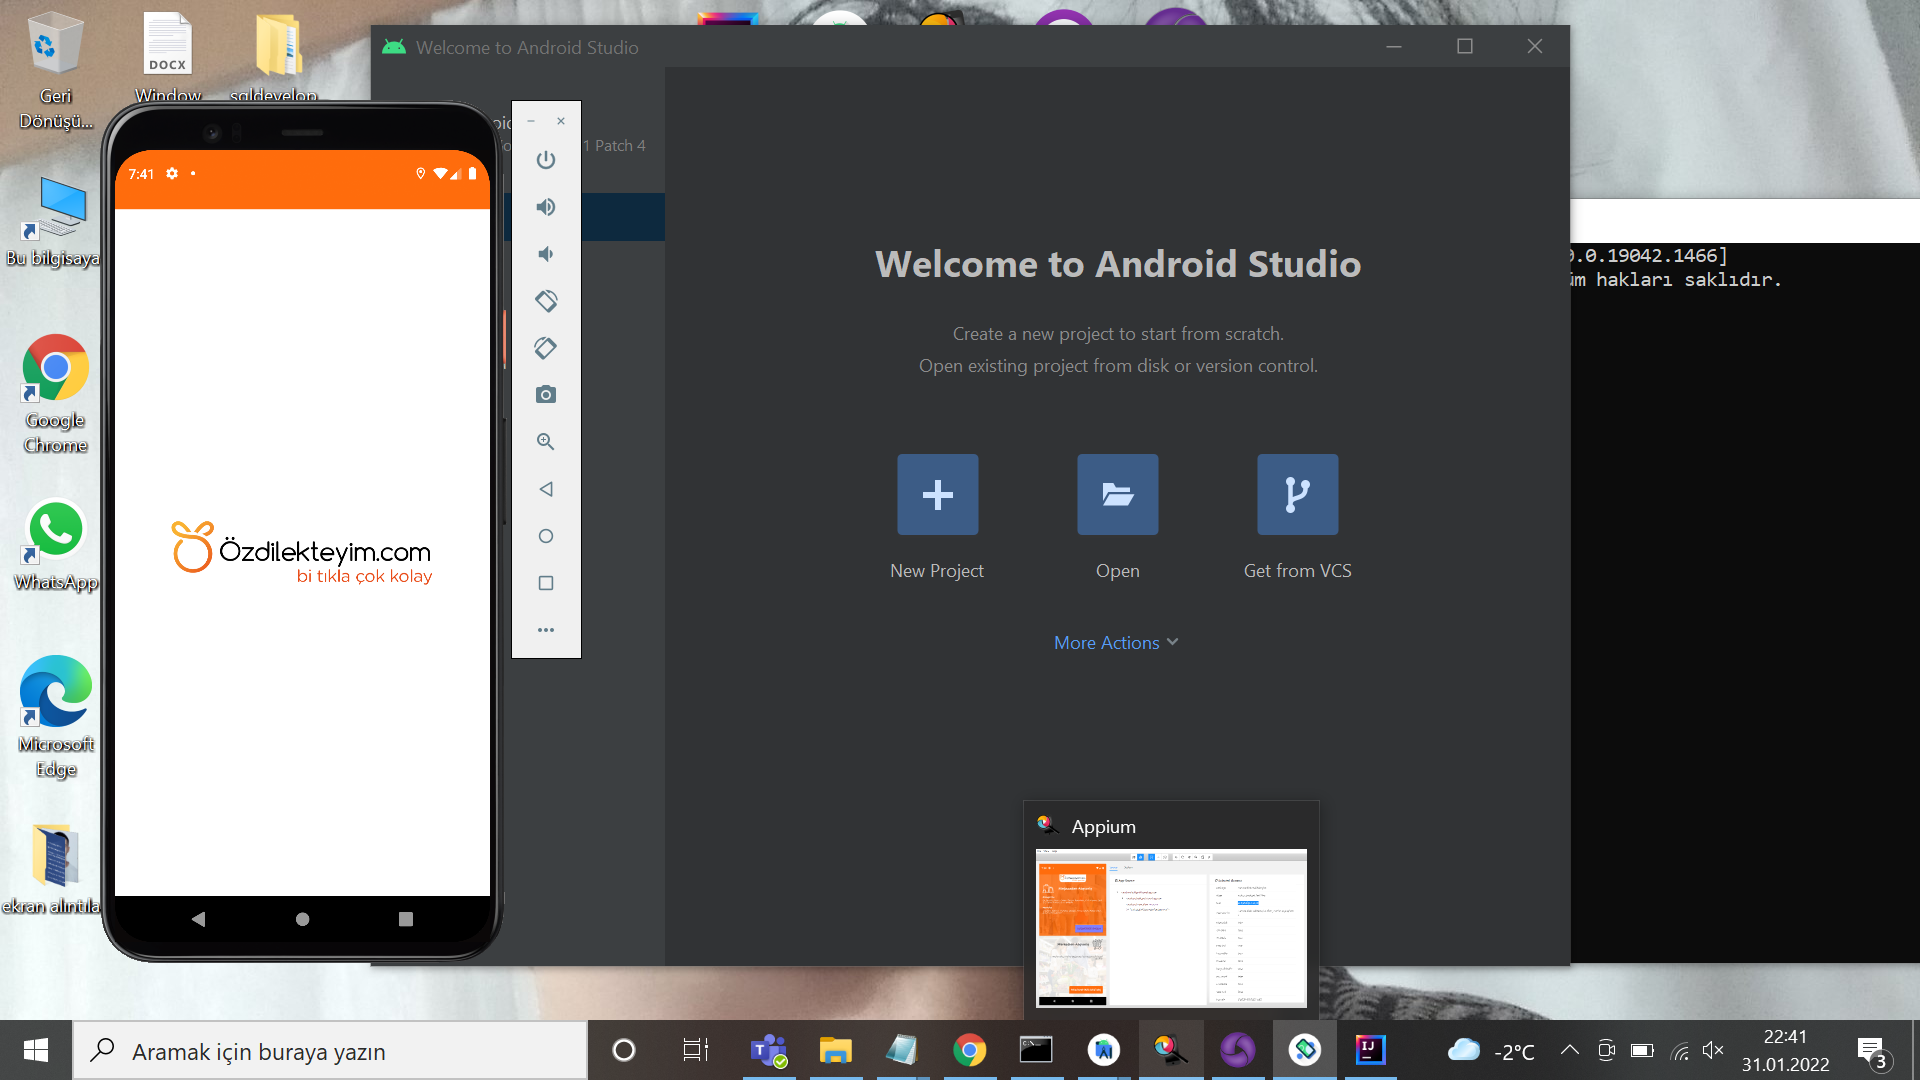 Geri
Dönüşü...
DOCX
Window
sqldevelop
Bu bilgisaya
Google
Chrome
WhatsApp
Microsoft
Edge
ekran alıntıla
Welcome to Android Studio
1 Patch 4
7:41
Özdilekteyim.com
bi tıkla çok kolay
Welcome to Android Studio
Create a new project to start from scratch.
Open existing project from disk or version control.
New Project
Open
Get from VCS
More Actions
.0.19042.1466]
üm hakları saklıdır.
Appium
Aramak için buraya yazın
-2°C
22:41
31.01.2022
3